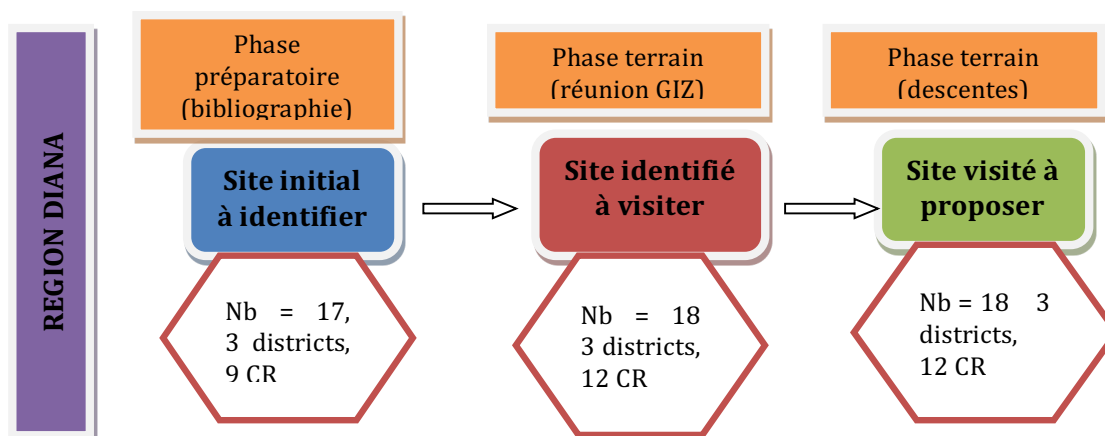 REGION DIANA
Phase
préparatoire
(bibliographie)
Site initial
à identifier
Nb = 17,
3 districts,
9 CR
Phase terrain
(réunion GIZ)
Site identifié
à visiter
Nb = 18
3 districts,
12 CR
Phase terrain
(descentes)
Site visité à
proposer
Nb = 18 3
districts,
12 CR